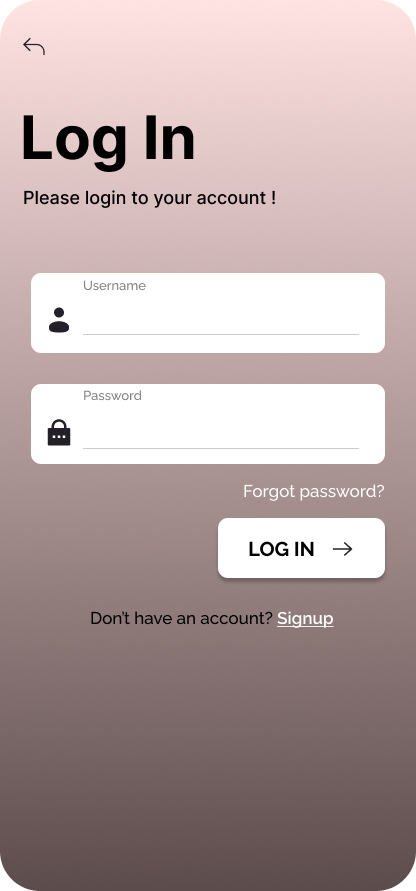 Log In
Please login to your account !
Username
Password
Forgot password?
LOG IN
Don't have an account? Signup